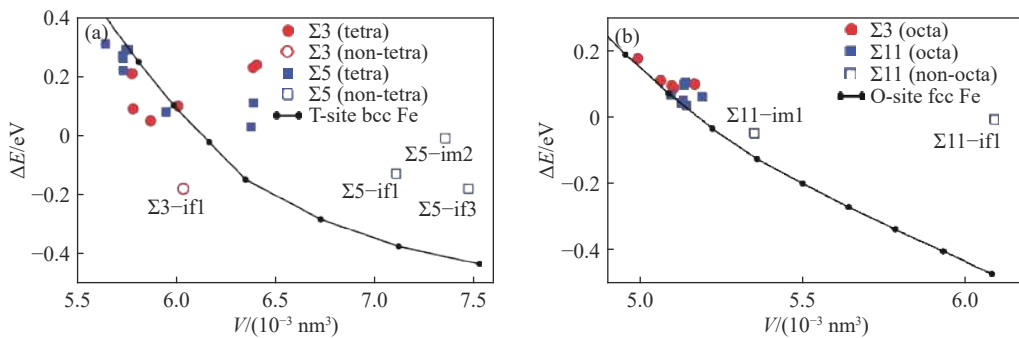 (a)
Σ3 (tetra)
Σ3 (non-tetra)
Σ5 (tetra)
Σ5 (non-tetra)
T-site bcc Fe
0.4
0.2
0
−0.2
−0.4
ΔE/eV
Σ5−im2
Σ5−if1
Σ3−if1
Σ5−if3
5.5 6.0 6.5 7.0 7.5
V/(10⁻³ nm³)
(b)
Σ3 (octa)
Σ11 (octa)
Σ11 (non-octa)
O-site fcc Fe
0.2
0
−0.2
−0.4
ΔE/eV
Σ11−im1
Σ11−if1
5.0 5.5 6.0
V/(10⁻³ nm³)